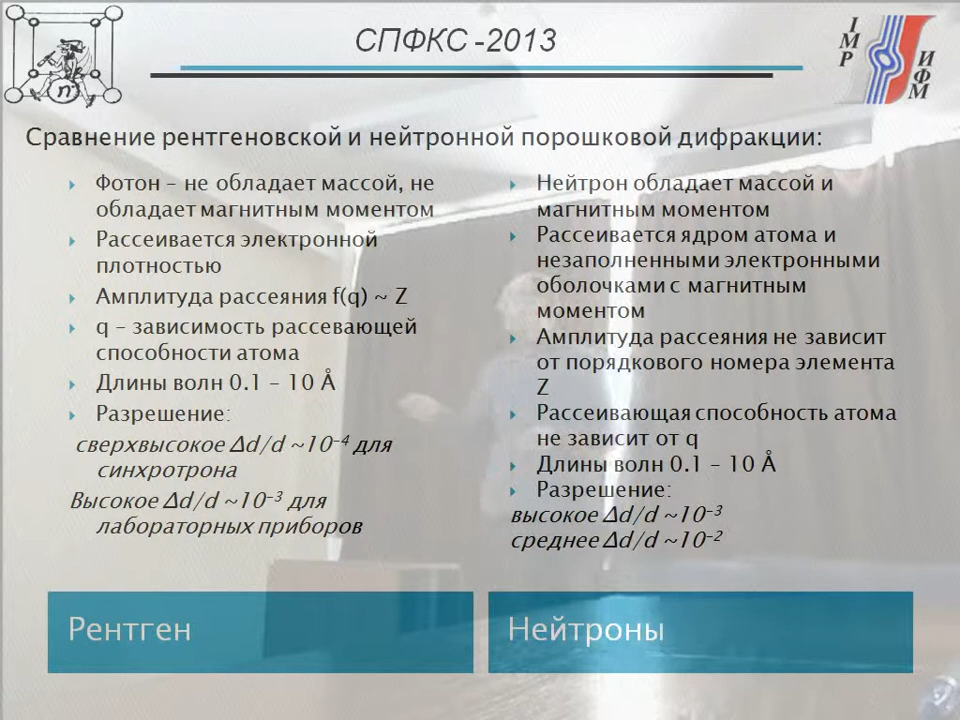 СПФКС -2013
I
M
P
И
Ф
М
n
Сравнение рентгеновской и нейтронной порошковой дифракции:
Фотон – не обладает массой, не
обладает магнитным моментом
Рассеивается электронной
плотностью
Амплитуда рассеяния f(q) ~ Z
q – зависимость рассевающей
способности атома
Длины волн 0.1 – 10 Å
Разрешение:
сверхвысокое Δd/d ~10⁻⁴ для
синхротрона
Высокое Δd/d ~10⁻³ для
лабораторных приборов
Нейтрон обладает массой и
магнитным моментом
Рассеивается ядром атома и
незаполненными электронными
оболочками с магнитным
моментом
Амплитуда рассеяния не зависит
от порядкового номера элемента
Z
Рассеивающая способность атома
не зависит от q
Длины волн 0.1 – 10 Å
Разрешение:
высокое Δd/d ~10⁻³
среднее Δd/d ~10⁻²
Рентген
Нейтроны